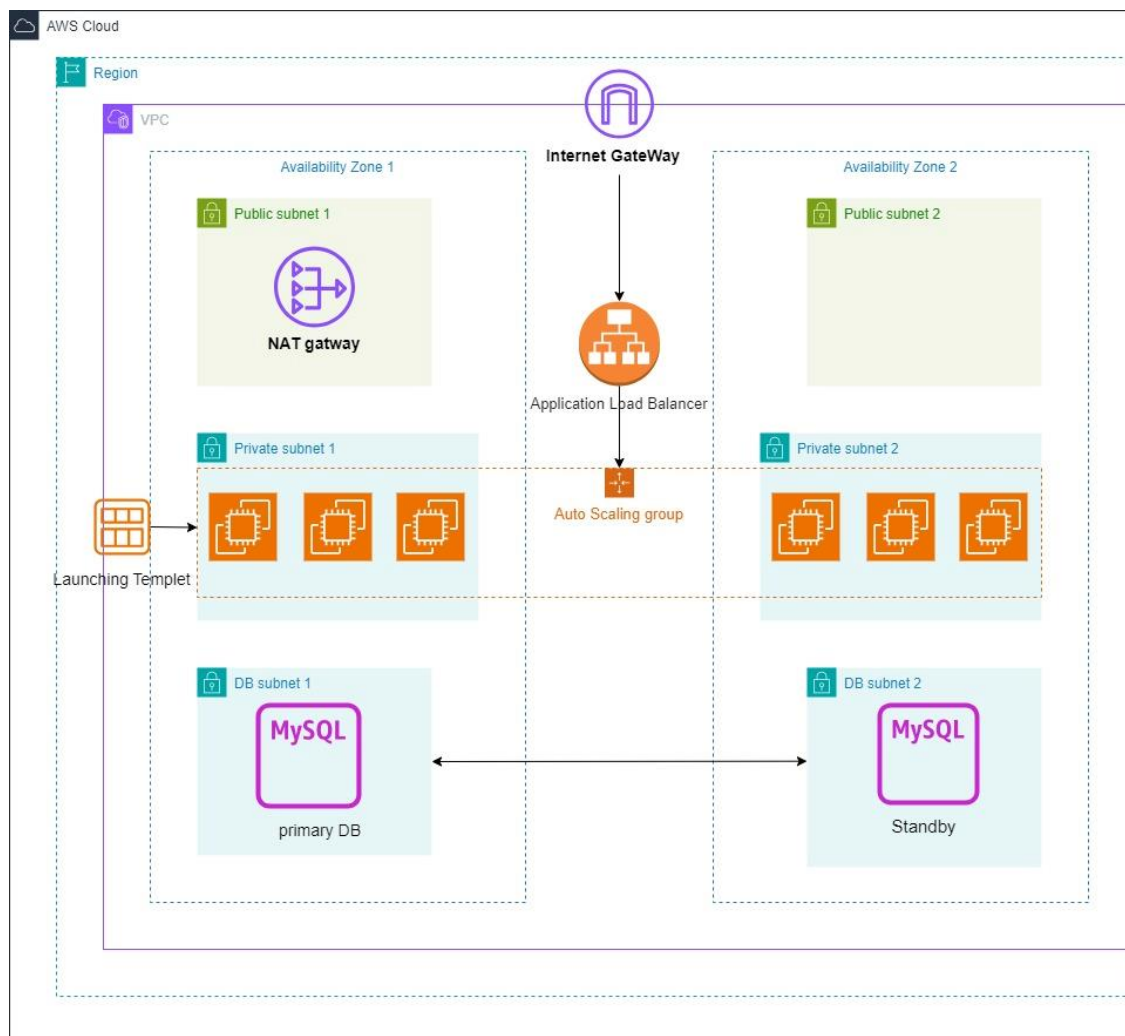 AWS Cloud
Region
VPC
Internet GateWay
Availability Zone 1
Availability Zone 2
Public subnet 1
Public subnet 2
NAT gatway
Application Load Balancer
Private subnet 1
Private subnet 2
Auto Scaling group
Launching Templet
DB subnet 1
DB subnet 2
MySQL
MySQL
primary DB
Standby